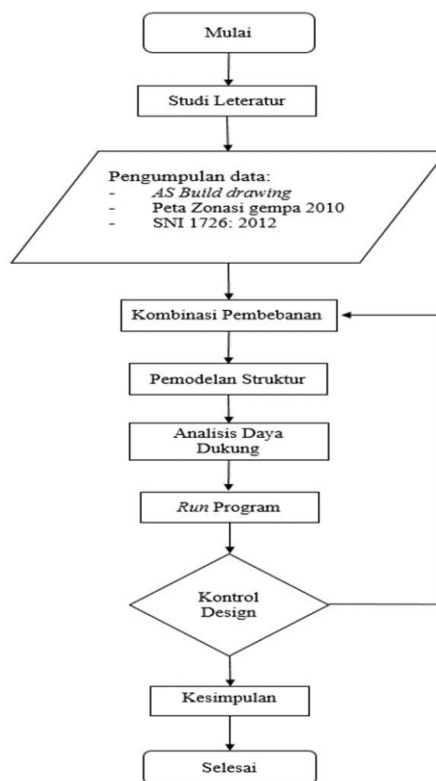 Mulai
Studi Leteratur
Pengumpulan data:
- AS Build drawing
- Peta Zonasi gempa 2010
- SNI 1726: 2012
Kombinasi Pembebanan
Pemodelan Struktur
Analisis Daya
Dukung
Run Program
Kontrol
Design
Kesimpulan
Selesai